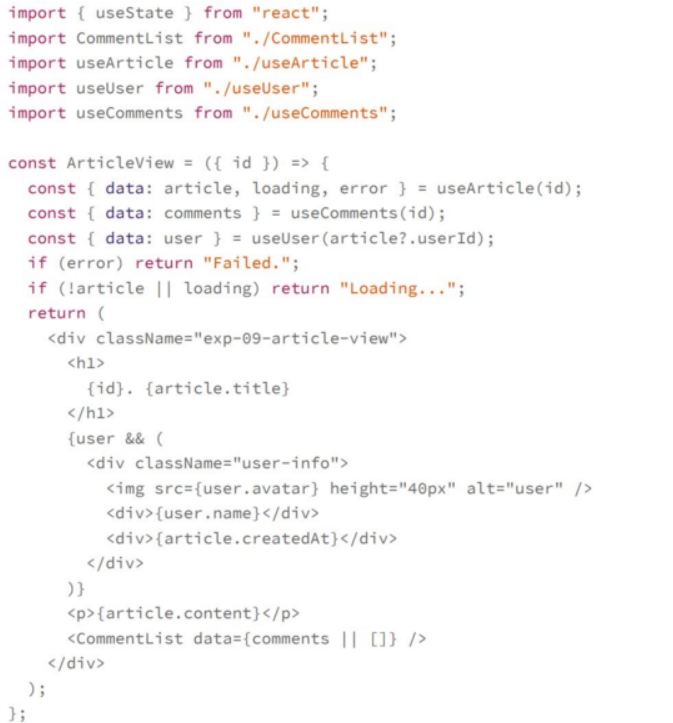 import { useState } from "react";
import CommentList from "./CommentList";
import useArticle from "./useArticle";
import useUser from "./useUser";
import useComments from "./useComments";

const ArticleView = ({ id }) => {
  const { data: article, loading, error } = useArticle(id);
  const { data: comments } = useComments(id);
  const { data: user } = useUser(article?.userId);
  if (error) return "Failed.";
  if (!article || loading) return "Loading...";
  return (
    <div className="exp-09-article-view">
      <h1>
        {id}. {article.title}
      </h1>
      {user && (
        <div className="user-info">
          <img src={user.avatar} height="40px" alt="user" />
          <div>{user.name}</div>
          <div>{article.createdAt}</div>
        </div>
      )}
      <p>{article.content}</p>
      <CommentList data={comments || []} />
    </div>
  );
};